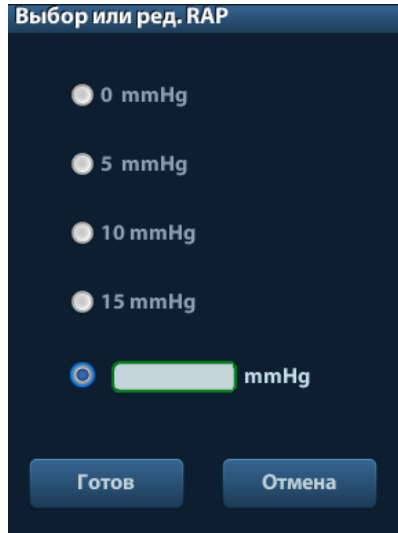 Выбор или ред. RAP
0 mmHg
5 mmHg
10 mmHg
15 mmHg
mmHg
Готов Отмена